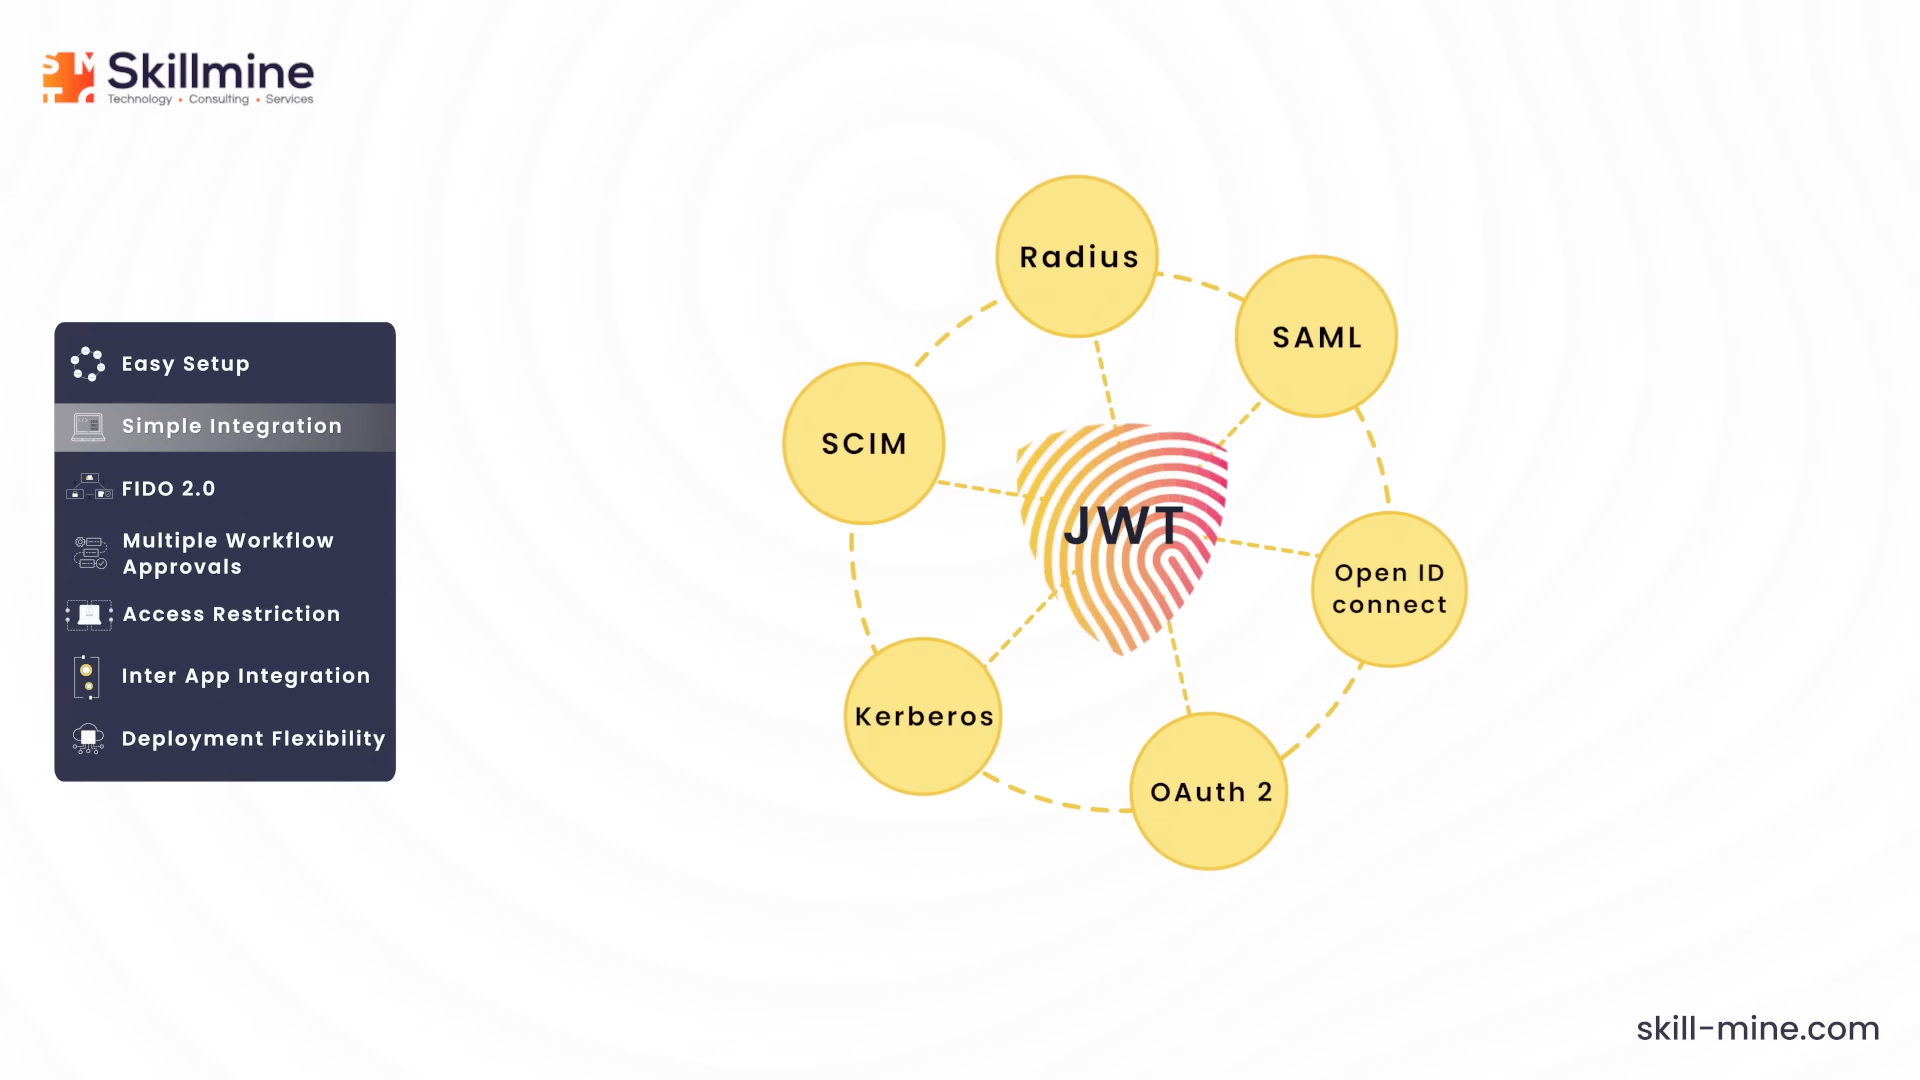 Skillmine
Technology • Consulting • Services
Easy Setup
Simple Integration
FIDO 2.0
Multiple Workflow
Approvals
Access Restriction
Inter App Integration
Deployment Flexibility
Radius
SAML
SCIM
JWT
Open ID
connect
Kerberos
OAuth 2
skill-mine.com